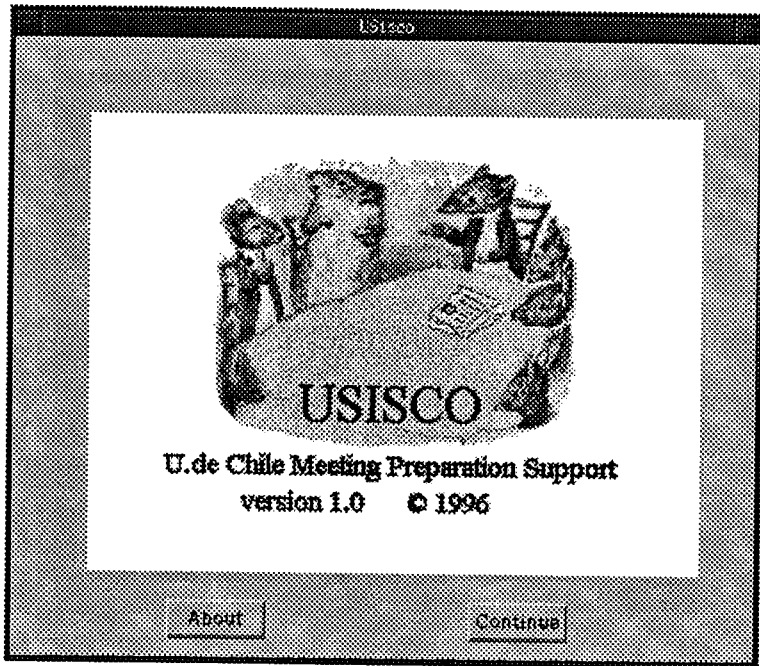 USisco
USISCO
U.de Chile Meeting Preparation Support
version 1.0 © 1996
About
Continue